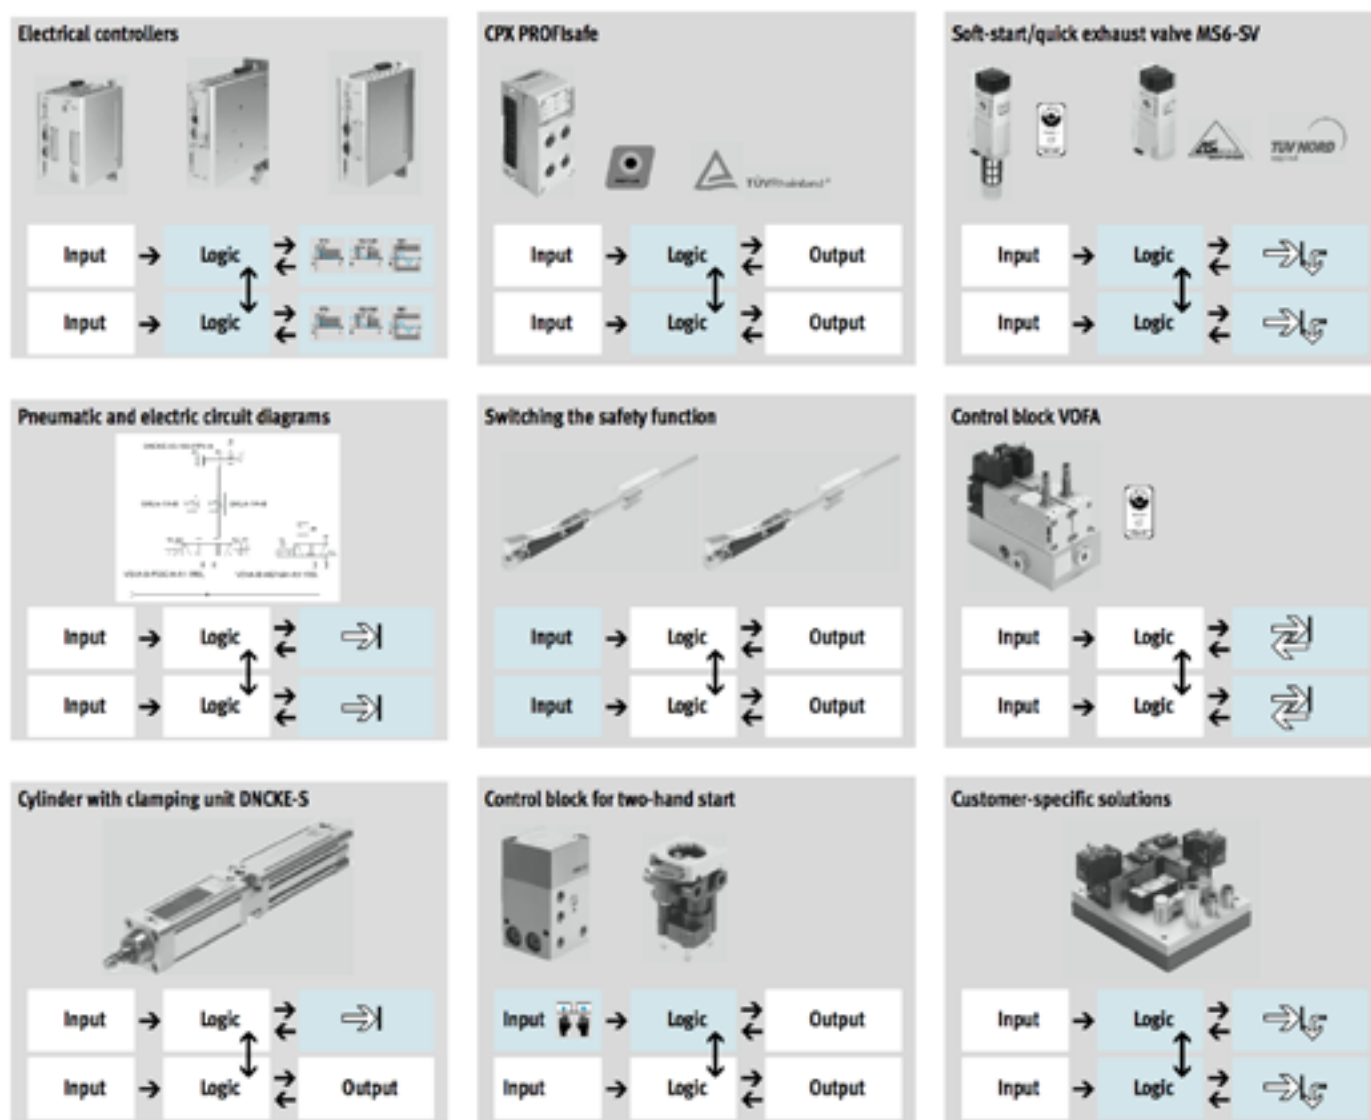 Electrical controllers
Input Logic
Input Logic
CPX PROFIsafe
TÜVRheinland®
Input Logic Output
Input Logic Output
Soft-start/quick exhaust valve MS6-SV
TÜV NORD
Input Logic
Input Logic
Pneumatic and electric circuit diagrams
Input Logic
Input Logic
Switching the safety function
Input Logic Output
Input Logic Output
Control block VOFA
Input Logic
Input Logic
Cylinder with clamping unit DNCKE-S
Input Logic
Input Logic Output
Control block for two-hand start
Input Logic Output
Input Logic Output
Customer-specific solutions
Input Logic
Input Logic